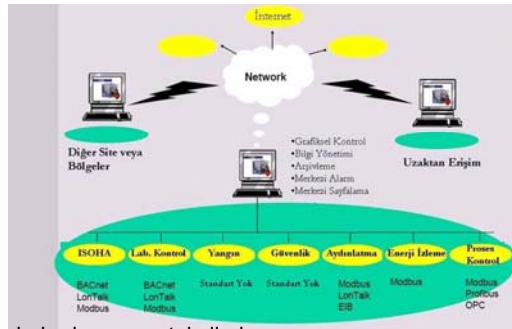 İnternet
Network
Diğer Site veya
Bölgeler
•Grafiksel Kontrol
•Bilgi Yönetimi
•Arşivleme
•Merkezi Alarm
•Merkezi Sayfalama
Uzaktan Erişim
ISOHA
BACnet
LonTalk
Modbus
Lab. Kontrol
BACnet
LonTalk
Modbus
Yangın
Standart Yok
Güvenlik
Standart Yok
Aydınlatma
Modbus
LonTalk
EIB
Enerji İzleme
Modbus
Proses
Kontrol
Modbus
Profibus
OPC